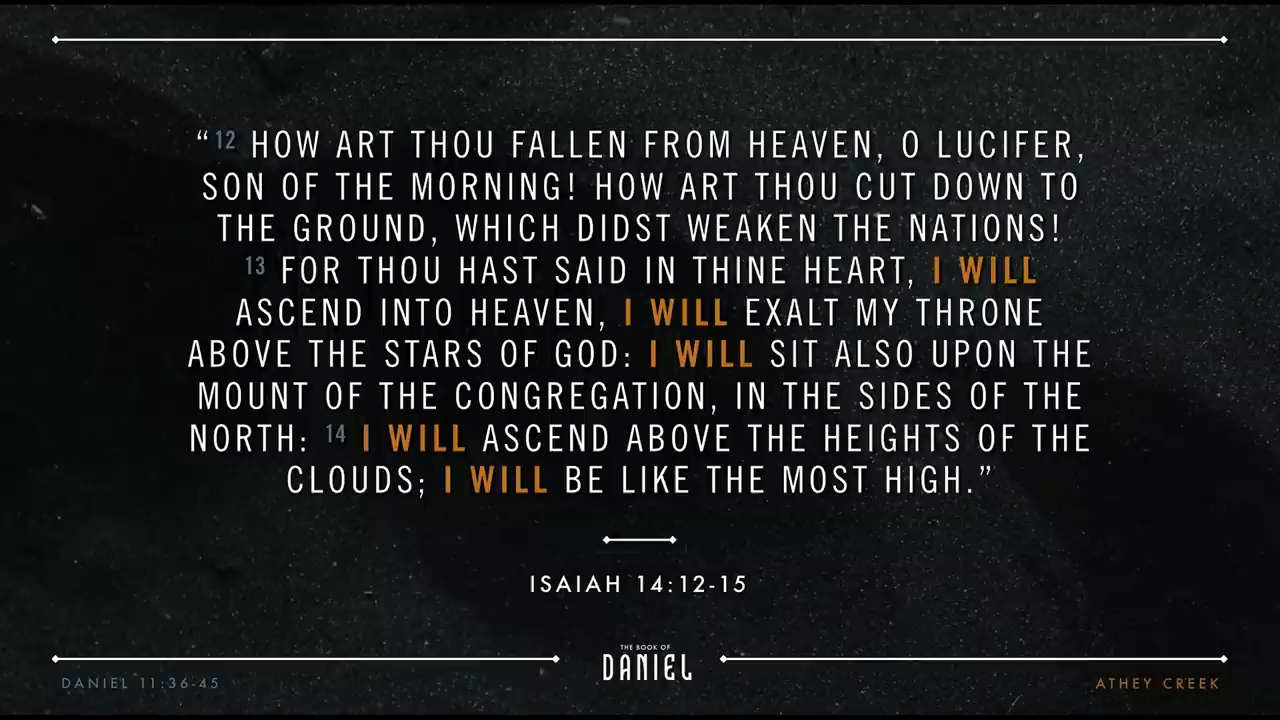 “12 HOW ART THOU FALLEN FROM HEAVEN, O LUCIFER,
SON OF THE MORNING! HOW ART THOU CUT DOWN TO
THE GROUND, WHICH DIDST WEAKEN THE NATIONS!
13 FOR THOU HAST SAID IN THINE HEART, I WILL
ASCEND INTO HEAVEN, I WILL EXALT MY THRONE
ABOVE THE STARS OF GOD: I WILL SIT ALSO UPON THE
MOUNT OF THE CONGREGATION, IN THE SIDES OF THE
NORTH: 14 I WILL ASCEND ABOVE THE HEIGHTS OF THE
CLOUDS; I WILL BE LIKE THE MOST HIGH.”
ISAIAH 14:12-15
THE BOOK OF
DANIEL
DANIEL 11:36-45
ATHEY CREEK